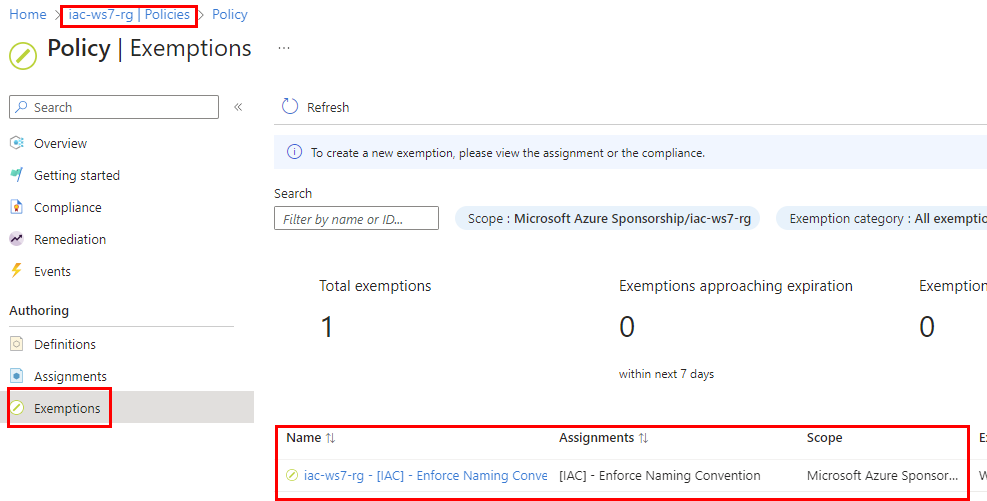 Home > iac-ws7-rg | Policies > Policy
Policy | Exemptions ...
Search «
Overview
Getting started
Compliance
Remediation
Events
Authoring
Definitions
Assignments
Exemptions
Refresh
To create a new exemption, please view the assignment or the compliance.
Search
Filter by name or ID...
Scope : Microsoft Azure Sponsorship/iac-ws7-rg
Exemption category : All exemptio
Total exemptions
1
Exemptions approaching expiration
0
within next 7 days
Exemption
0
Name ↑↓ Assignments ↑↓ Scope E
iac-ws7-rg - [IAC] - Enforce Naming Conve [IAC] - Enforce Naming Convention Microsoft Azure Sponsor... W